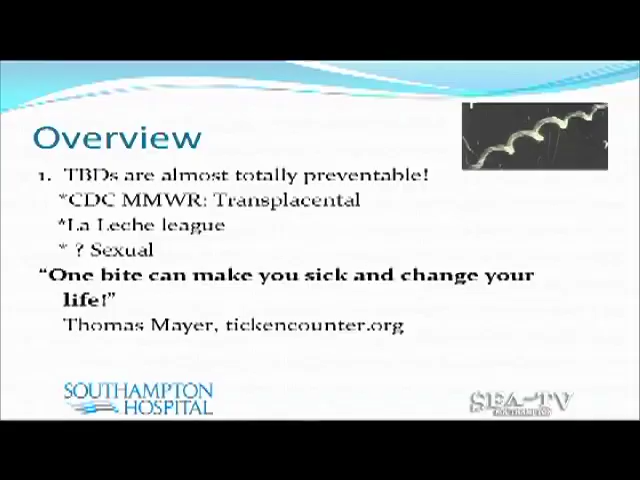 Overview
1. TBDs are almost totally preventable!
*CDC MMWR: Transplacental
*La Leche league
* ? Sexual
“One bite can make you sick and change your
life!”
Thomas Mayer, tickencounter.org
SOUTHAMPTON
HOSPITAL
SEA-TV
SOUTHAMPTON